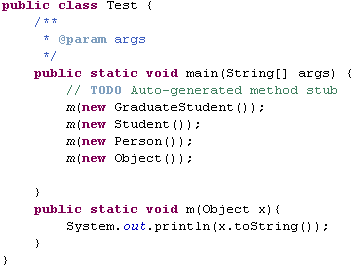 public class Test {
/**
* @param args
*/
public static void main(String[] args) {
// TODO Auto-generated method stub
m(new GraduateStudent());
m(new Student());
m(new Person());
m(new Object());
}
public static void m(Object x){
System.out.println(x.toString());
}
}